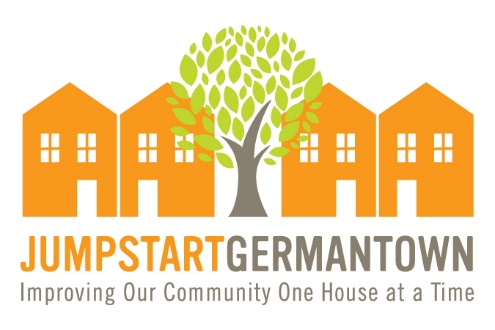 JUMPSTARTGERMANTOWN
Improving Our Community One House at a Time